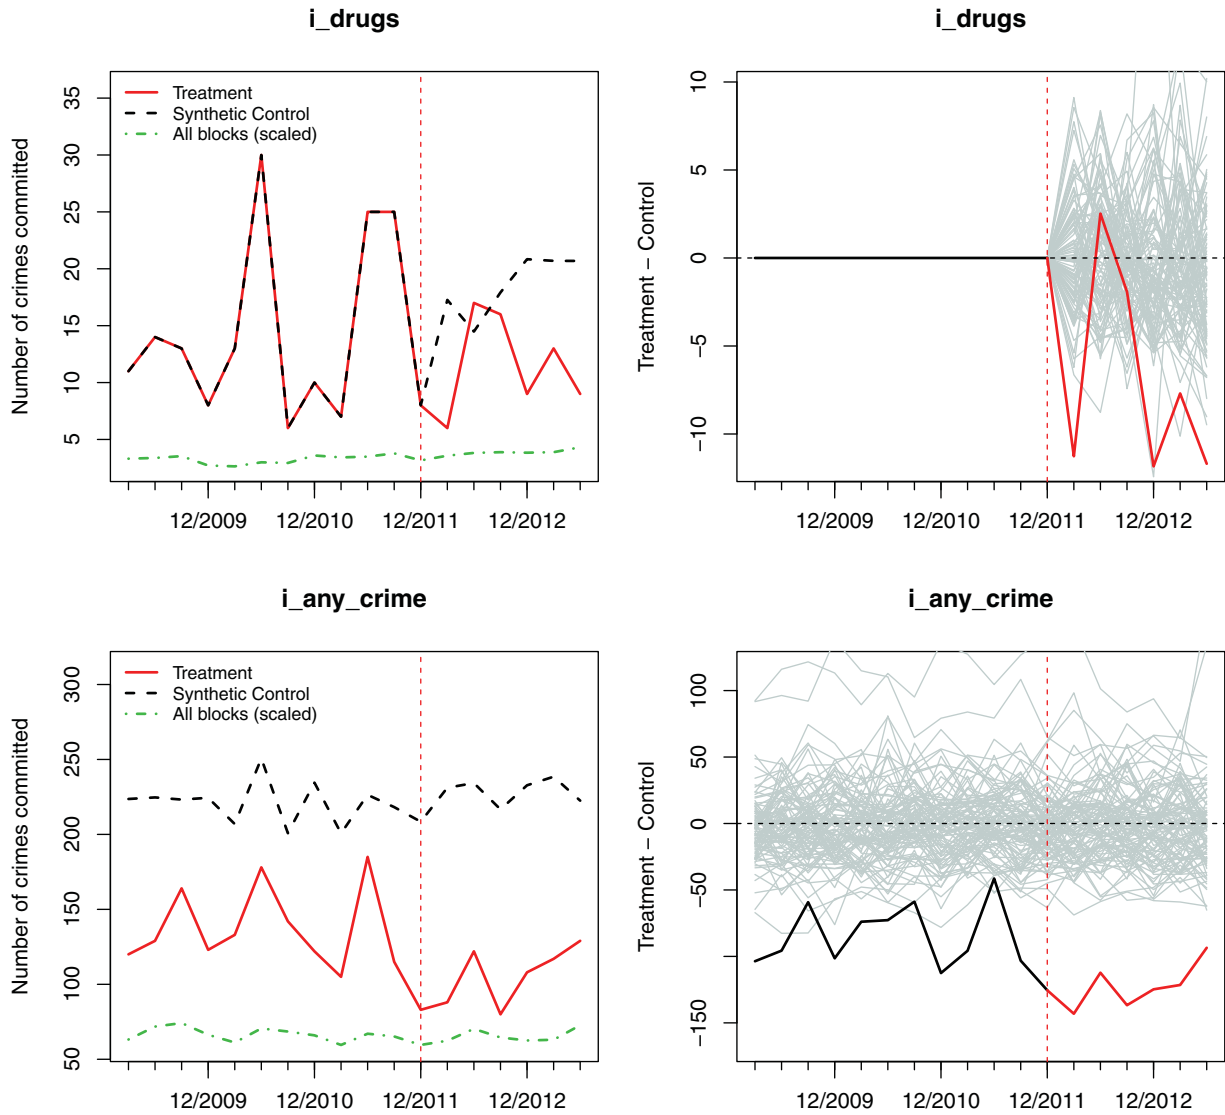 i_drugs
Number of crimes committed
35
30
25
20
15
10
5
Treatment
Synthetic Control
All blocks (scaled)
12/2009 12/2010 12/2011 12/2012
i_drugs
Treatment − Control
10
5
0
−5
−10
12/2009 12/2010 12/2011 12/2012
i_any_crime
Number of crimes committed
300
250
200
150
100
50
Treatment
Synthetic Control
All blocks (scaled)
12/2009 12/2010 12/2011 12/2012
i_any_crime
Treatment − Control
100
50
0
−50
−150
12/2009 12/2010 12/2011 12/2012